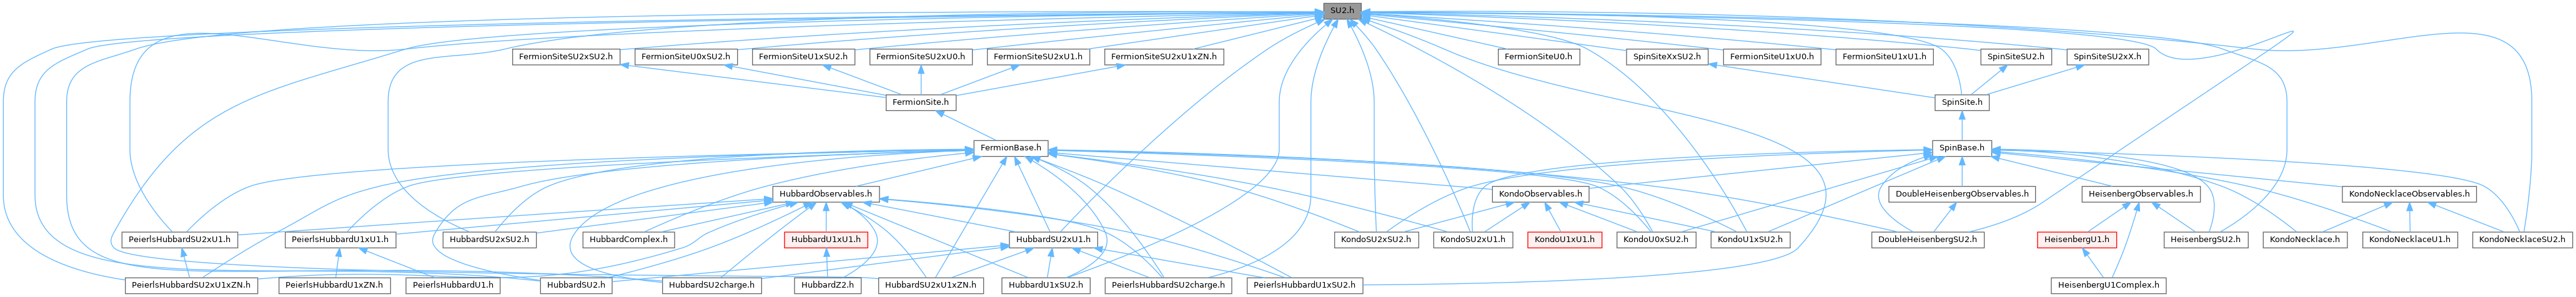 SU2.h
FermionSiteSU2xSU2.h
FermionSiteU0xSU2.h
FermionSiteU1xSU2.h
FermionSiteSU2xU0.h
FermionSiteSU2xU1.h
FermionSiteSU2xU1xZN.h
FermionSiteU0.h
SpinSiteXxSU2.h
FermionSiteU1xU0.h
FermionSiteU1xU1.h
SpinSiteSU2.h
SpinSiteSU2xX.h
FermionSite.h
SpinSite.h
FermionBase.h
SpinBase.h
HubbardObservables.h
KondoObservables.h
DoubleHeisenbergObservables.h
HeisenbergObservables.h
KondoNecklaceObservables.h
PeierlsHubbardSU2xU1.h
PeierlsHubbardU1xU1.h
HubbardSU2xSU2.h
HubbardComplex.h
HubbardU1xU1.h
HubbardSU2xU1.h
KondoSU2xSU2.h
KondoSU2xU1.h
KondoU1xU1.h
KondoU0xSU2.h
KondoU1xSU2.h
DoubleHeisenbergSU2.h
HeisenbergU1.h
HeisenbergSU2.h
KondoNecklace.h
KondoNecklaceU1.h
KondoNecklaceSU2.h
PeierlsHubbardSU2xU1xZN.h
PeierlsHubbardU1xZN.h
PeierlsHubbardU1.h
HubbardSU2.h
HubbardSU2charge.h
HubbardZ2.h
HubbardSU2xU1xZN.h
HubbardU1xSU2.h
PeierlsHubbardSU2charge.h
PeierlsHubbardU1xSU2.h
HeisenbergU1Complex.h